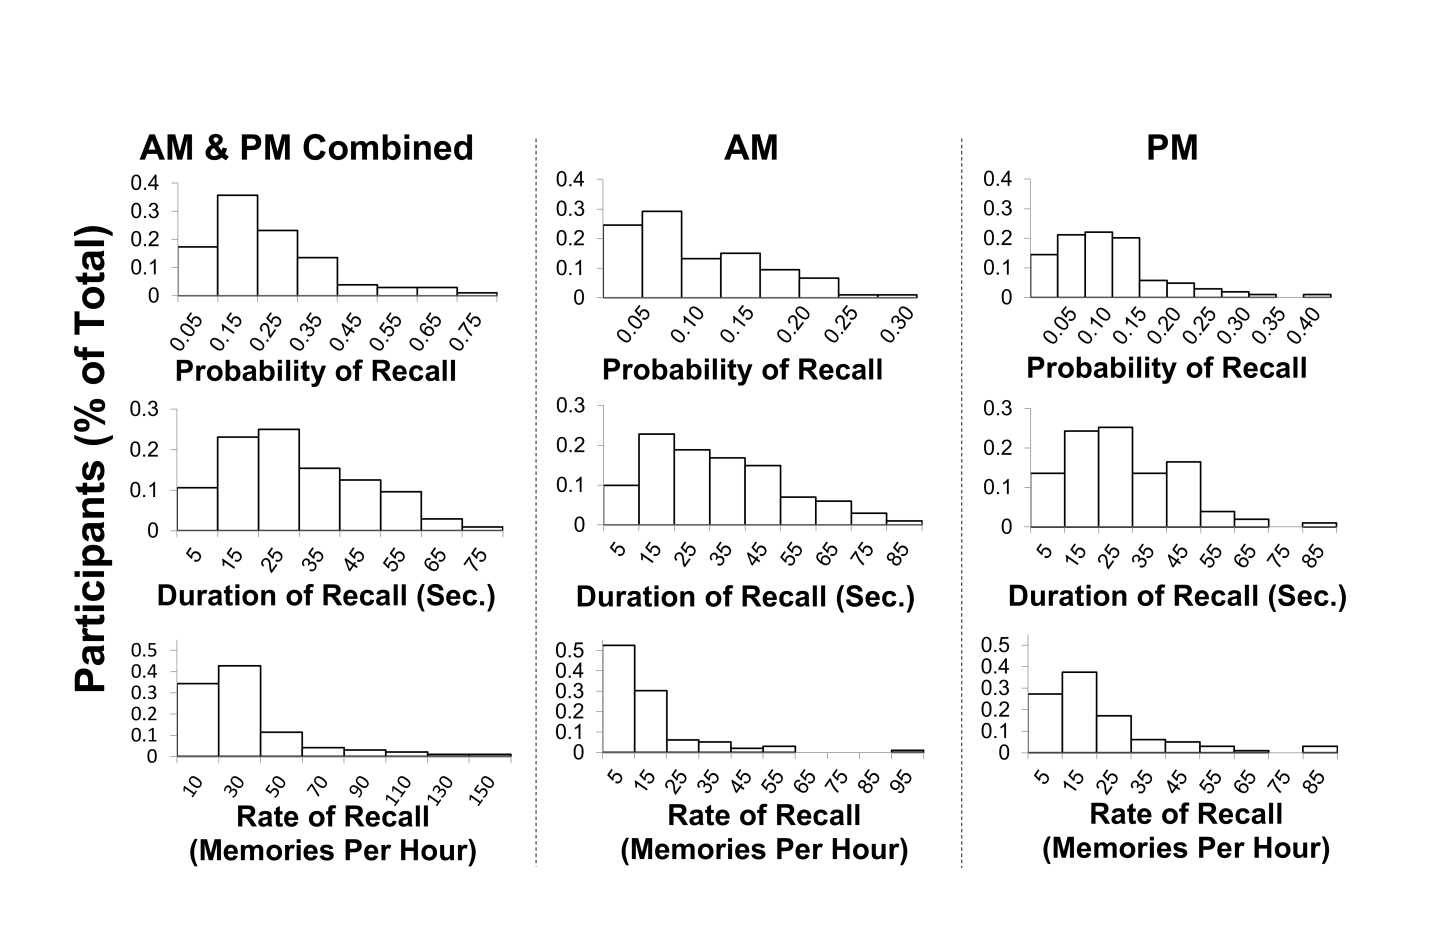 AM & PM Combined
AM
PM
Participants (% of Total)
0.4
0.3
0.2
0.1
0
0.05 0.15 0.25 0.35 0.45 0.55 0.65 0.75
Probability of Recall
0.4
0.3
0.2
0.1
0
0.05 0.10 0.15 0.20 0.25 0.30
Probability of Recall
0.4
0.3
0.2
0.1
0
0.05 0.10 0.15 0.20 0.25 0.30 0.35 0.40
Probability of Recall
0.3
0.2
0.1
0
5 15 25 35 45 55 65 75
Duration of Recall (Sec.)
0.3
0.2
0.1
0
5 15 25 35 45 55 65 75 85
Duration of Recall (Sec.)
0.3
0.2
0.1
0
5 15 25 35 45 55 65 75 85
Duration of Recall (Sec.)
0.5
0.4
0.3
0.2
0.1
0
10 30 50 70 90 110 130 150
Rate of Recall
(Memories Per Hour)
0.5
0.4
0.3
0.2
0.1
0
5 15 25 35 45 55 65 75 85 95
Rate of Recall
(Memories Per Hour)
0.5
0.4
0.3
0.2
0.1
0
5 15 25 35 45 55 65 75 85
Rate of Recall
(Memories Per Hour)